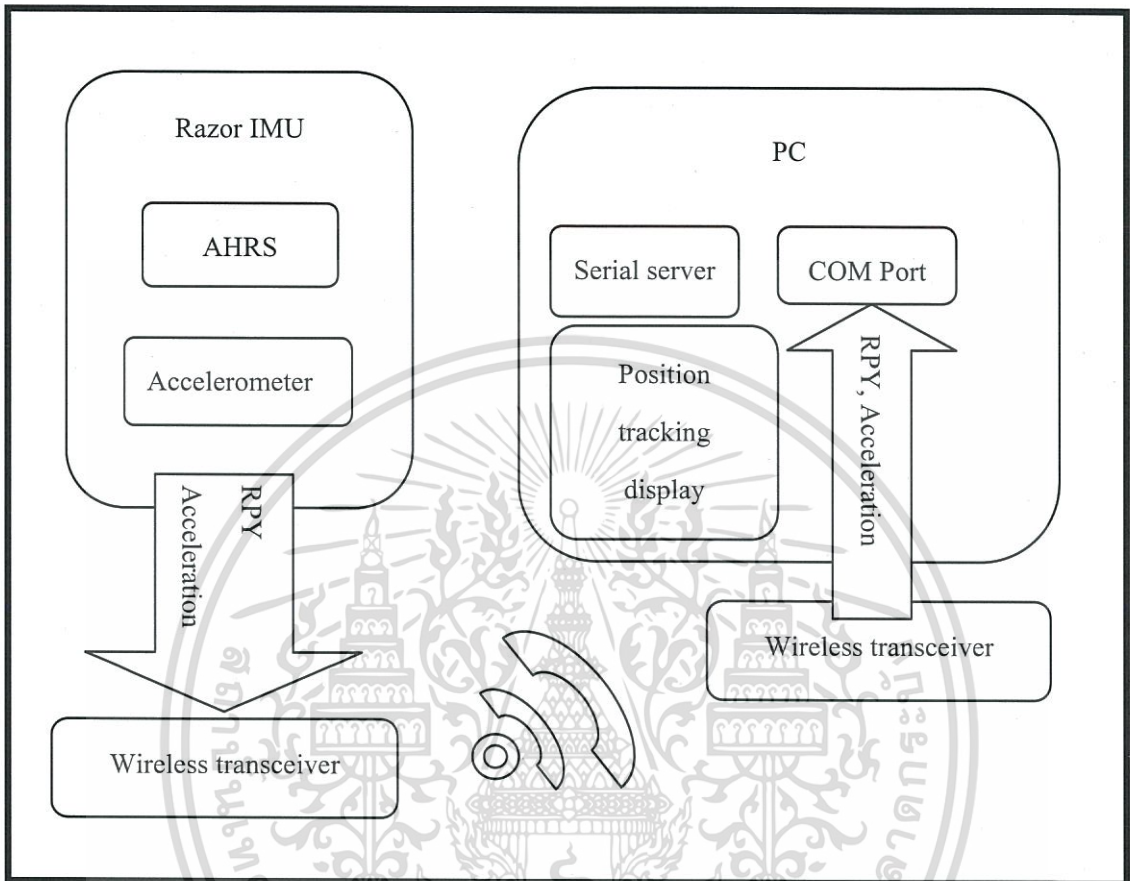 Razor IMU
AHRS
Accelerometer
RPY
Acceleration
Wireless transceiver
PC
Serial server
COM Port
Position
tracking
display
RPY, Acceleration
Wireless transceiver